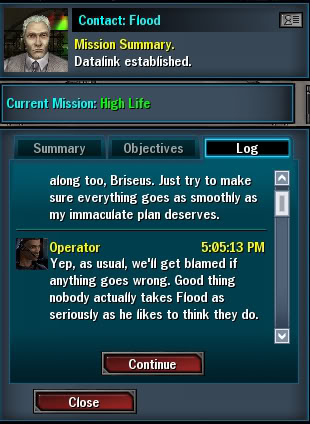 Contact: Flood
Mission Summary.
Datalink established.
Current Mission: High Life
Summary
Objectives
Log
along too, Briseus. Just try to make
sure everything goes as smoothly as
my immaculate plan deserves.
Operator 5:05:13 PM
Yep, as usual, we'll get blamed if
anything goes wrong. Good thing
nobody actually takes Flood as
seriously as he likes to think they do.
Continue
Close